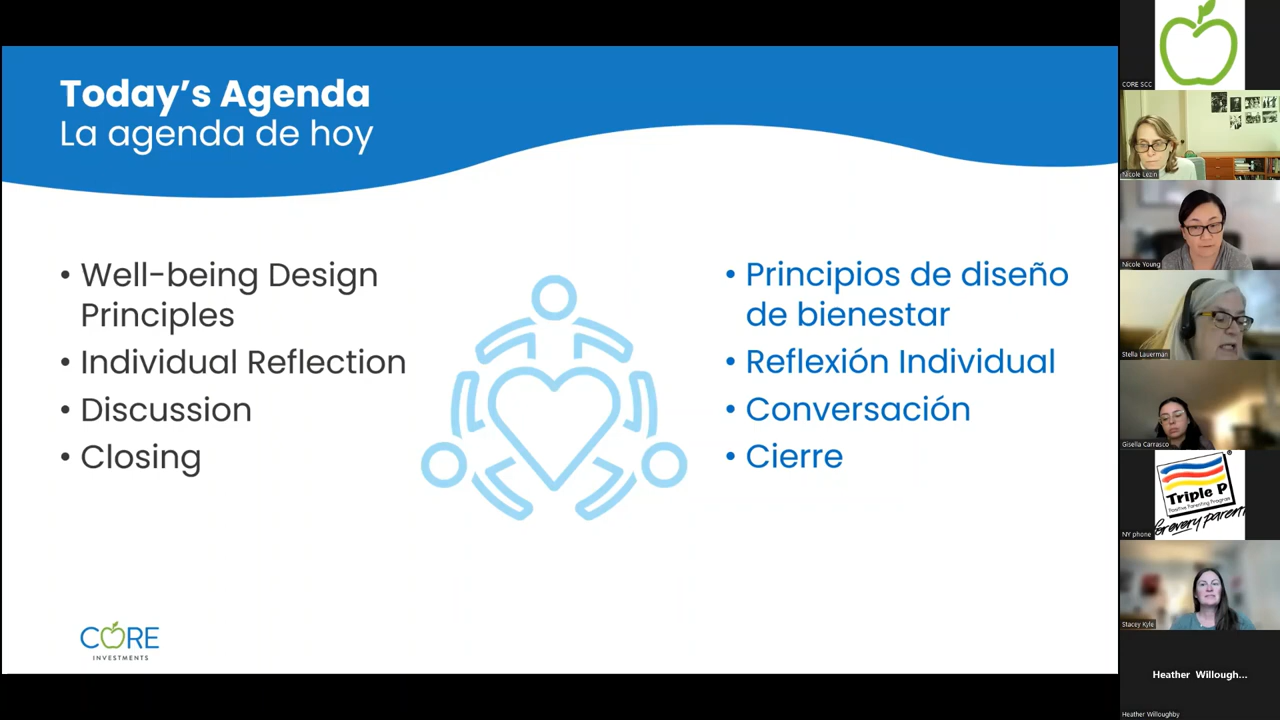 Today's Agenda
La agenda de hoy
• Well-being Design
Principles
• Individual Reflection
• Discussion
• Closing
• Principios de diseño
de bienestar
• Reflexión Individual
• Conversación
• Cierre
CORE
INVESTMENTS
CORE SCC
Nicole Lezin
Nicole Young
Stella Lauerman
Gisella Carrasco
Triple P
Positive Parenting Program
for every parent
NY phone
Stacey Kyle
Heather Willough...
Heather Willoughby